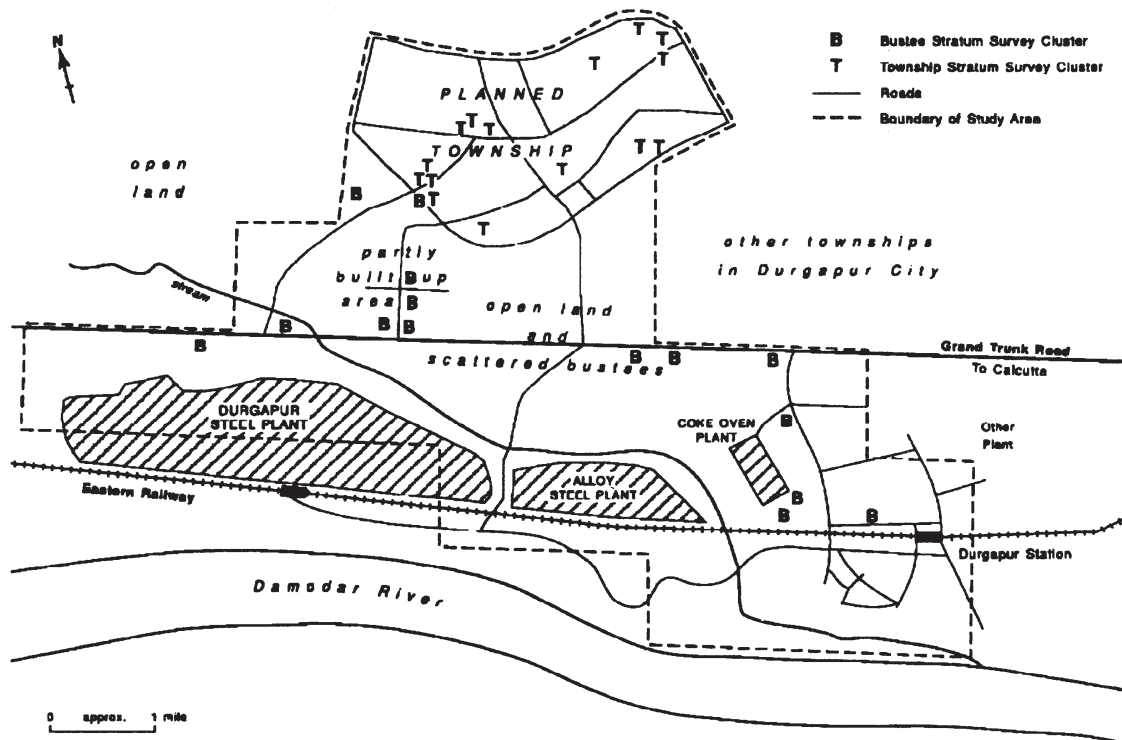 N
B Bustee Stratum Survey Cluster
T Township Stratum Survey Cluster
Roads
Boundary of Study Area
T
T
T
T
PLANNED
T
T T
TOWNSHIP
T T
T
T
T T
B
B T
T
open
land
other townships
in Durgapur City
partly
built B up
area B
B B
open land
and
scattered bustees
stream
B
B
B B
B
Grand Trunk Road
To Calcutta
DURGAPUR
STEEL PLANT
COKE OVEN
PLANT
B
Other
Plant
ALLOY
STEEL PLANT
B
B
B
Eastern Railway
Durgapur Station
Damodar River
0 approx. 1 mile